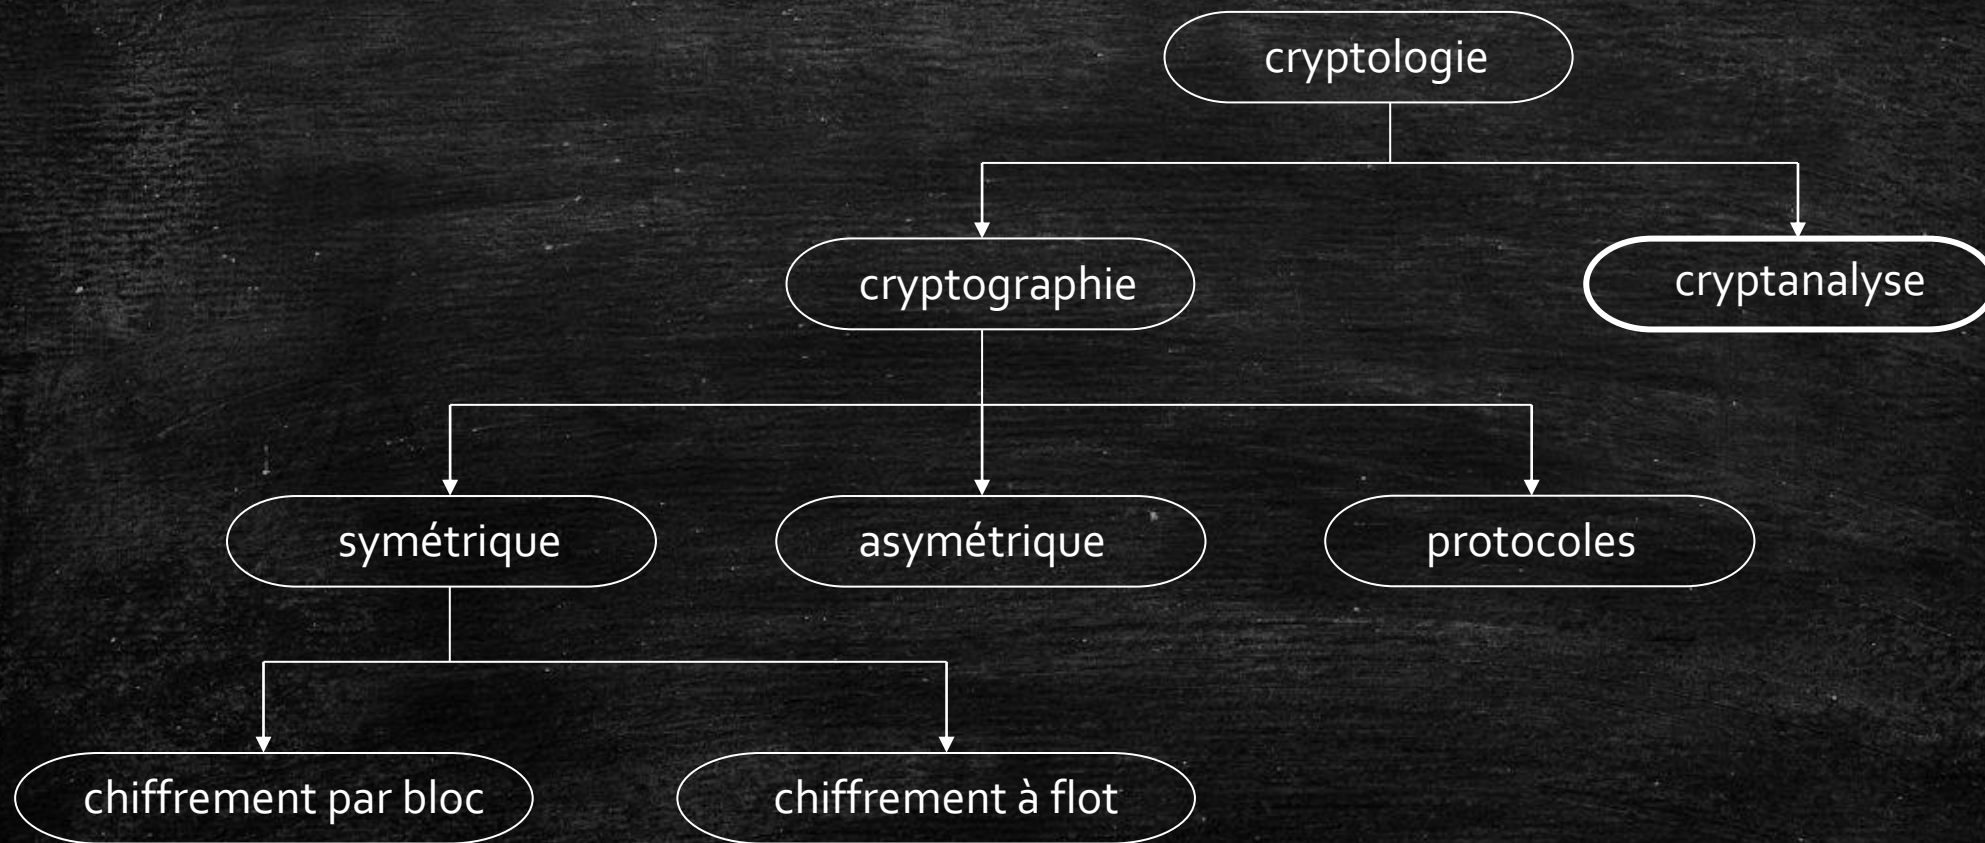 cryptologie
cryptographie
cryptanalyse
symétrique
asymétrique
protocoles
chiffrement par bloc
chiffrement à flot